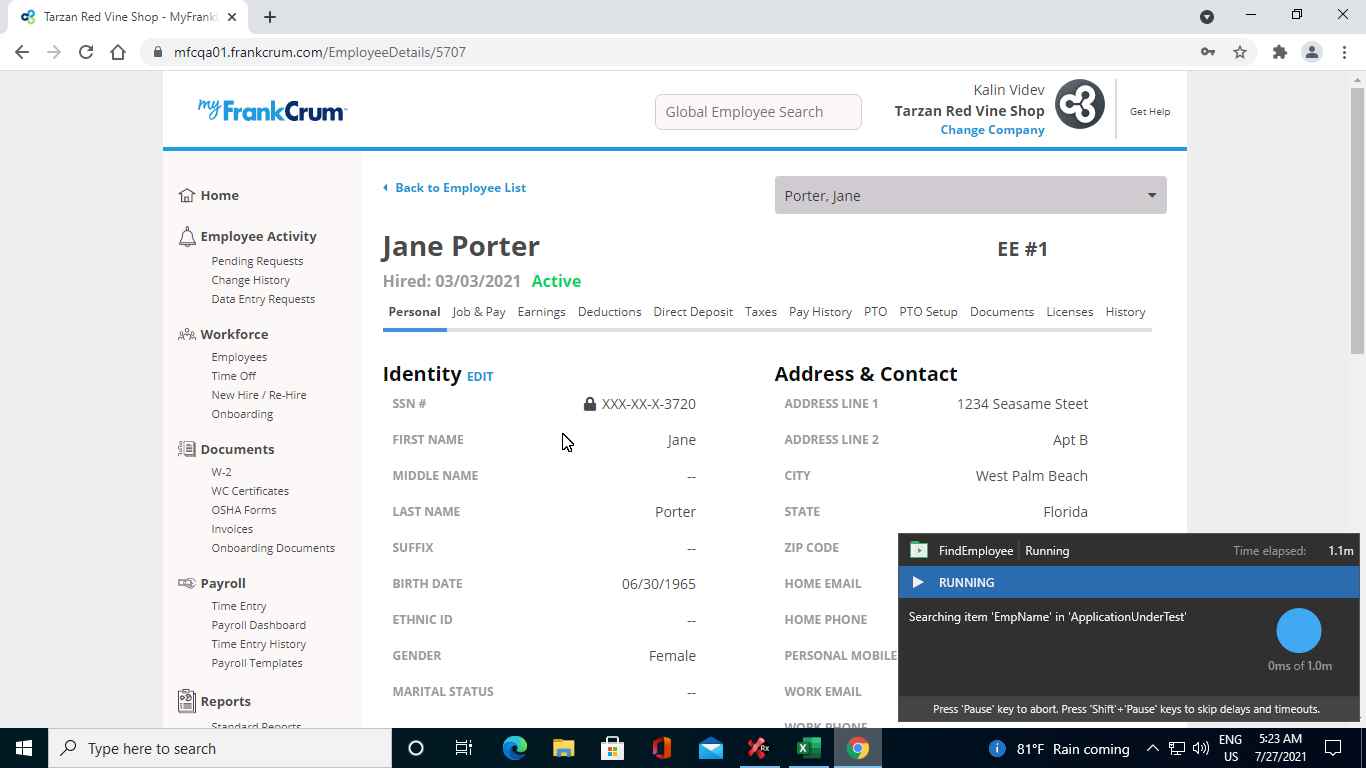 Tarzan Red Vine Shop - MyFrank
mfcqa01.frankcrum.com/EmployeeDetails/5707
myFrankCrum
Global Employee Search
Kalin Videv
Tarzan Red Vine Shop
Change Company
Get Help
Home
Employee Activity
Pending Requests
Change History
Data Entry Requests
Workforce
Employees
Time Off
New Hire / Re-Hire
Onboarding
Documents
W-2
WC Certificates
OSHA Forms
Invoices
Onboarding Documents
Payroll
Time Entry
Payroll Dashboard
Time Entry History
Payroll Templates
Reports
Standard Reports
Back to Employee List
Porter, Jane
Jane Porter
EE #1
Hired: 03/03/2021 Active
Personal Job & Pay Earnings Deductions Direct Deposit Taxes Pay History PTO PTO Setup Documents Licenses History
Identity EDIT
SSN # XXX-XX-X-3720
FIRST NAME Jane
MIDDLE NAME --
LAST NAME Porter
SUFFIX --
BIRTH DATE 06/30/1965
ETHNIC ID --
GENDER Female
MARITAL STATUS --
Address & Contact
ADDRESS LINE 1 1234 Seasame Steet
ADDRESS LINE 2 Apt B
CITY West Palm Beach
STATE Florida
ZIP CODE
HOME EMAIL
HOME PHONE
PERSONAL MOBILE
WORK EMAIL
WORK PHONE
FindEmployee Running Time elapsed: 1.1m
RUNNING
Searching item 'EmpName' in 'ApplicationUnderTest'
0ms of 1.0m
Press 'Pause' key to abort. Press 'Shift'+'Pause' keys to skip delays and timeouts.
Type here to search
Rx
81°F Rain coming
ENG
US
5:23 AM
7/27/2021